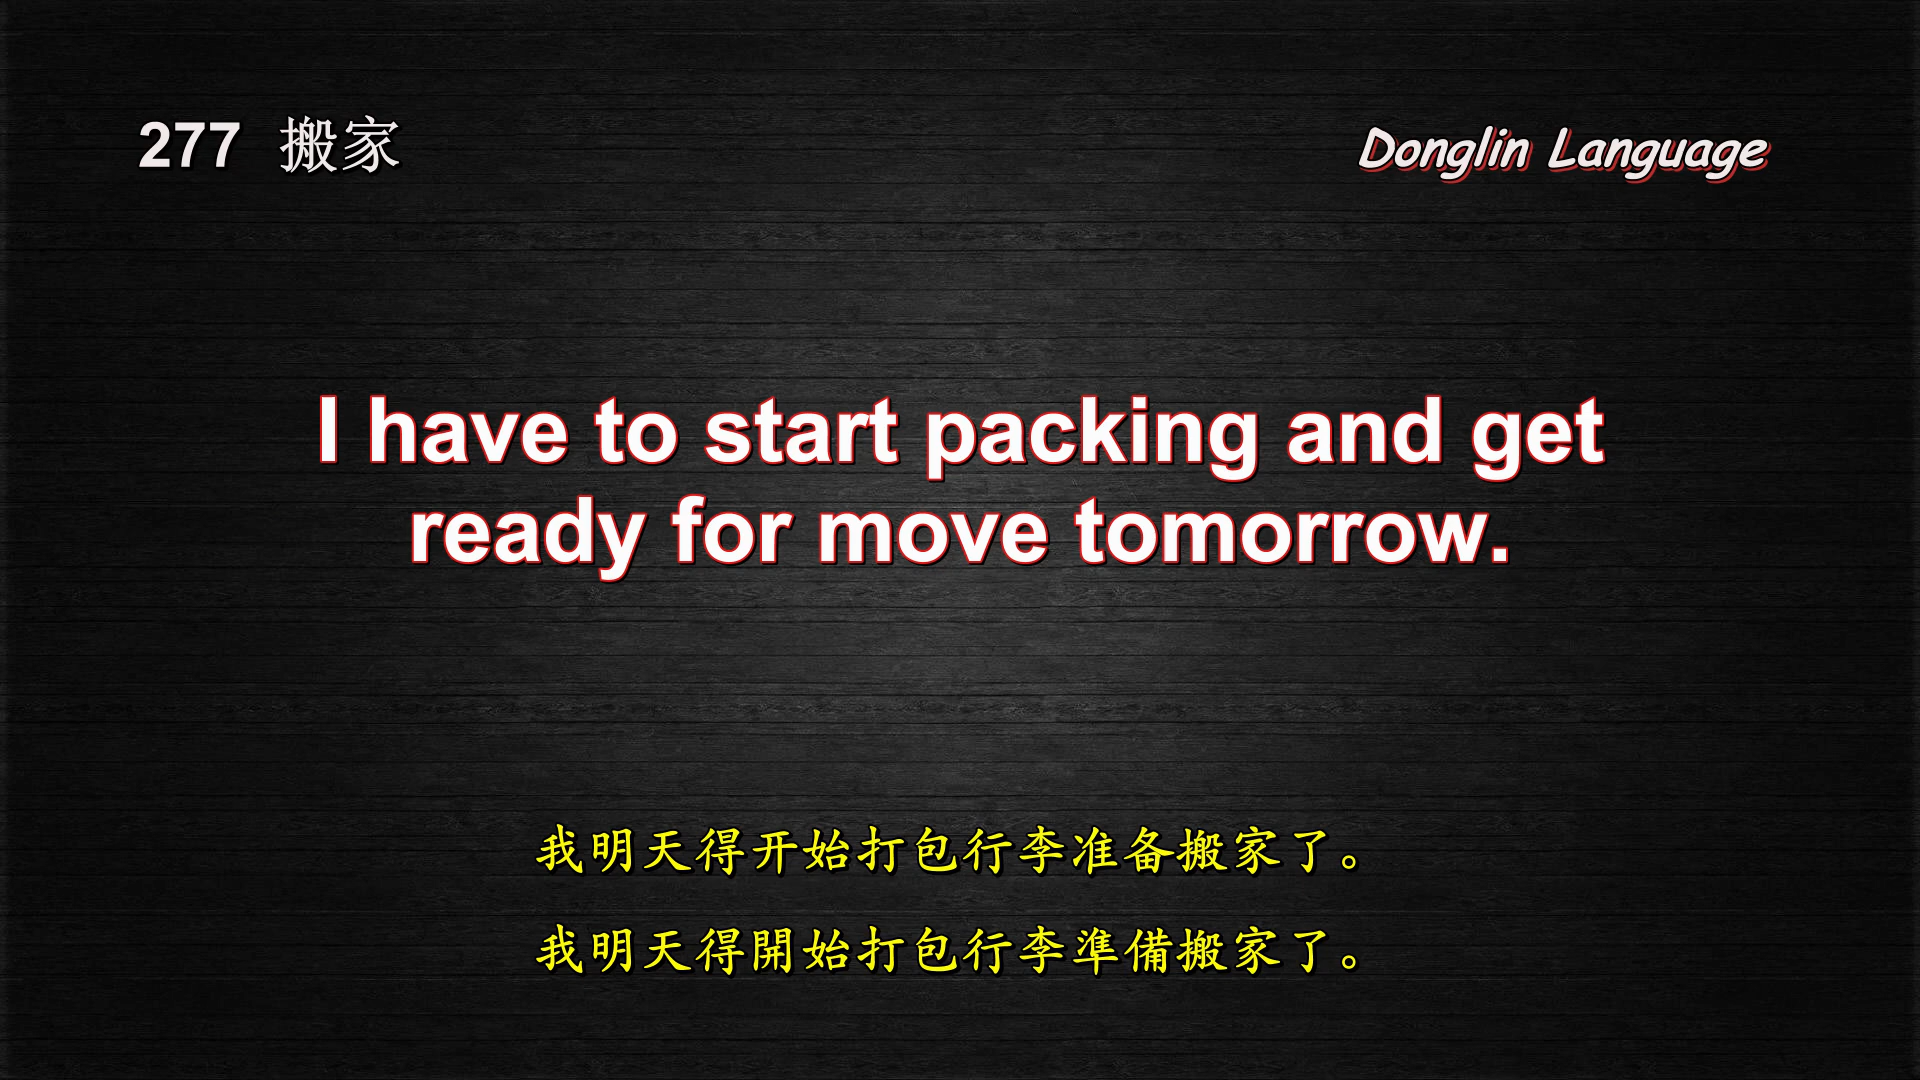 277 搬家
Donglin Language
I have to start packing and get
ready for move tomorrow.
我明天得开始打包行李准备搬家了。
我明天得開始打包行李準備搬家了。